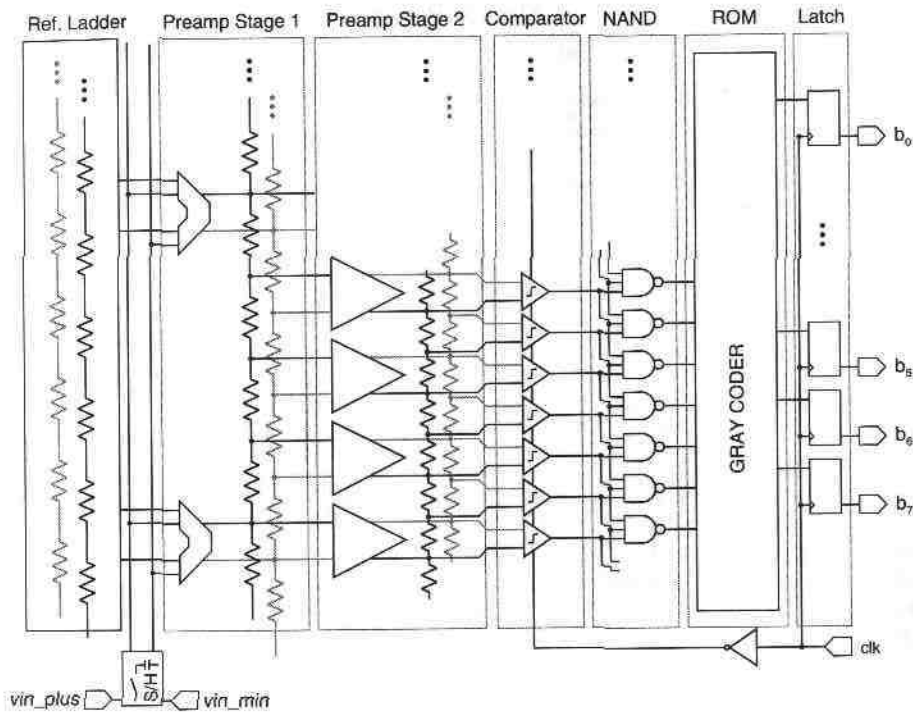 Ref. Ladder
Preamp Stage 1
Preamp Stage 2
Comparator
NAND
ROM
Latch
GRAY CODER
b₀
b₅
b₆
b₇
clk
S/H
vin_plus
vin_min